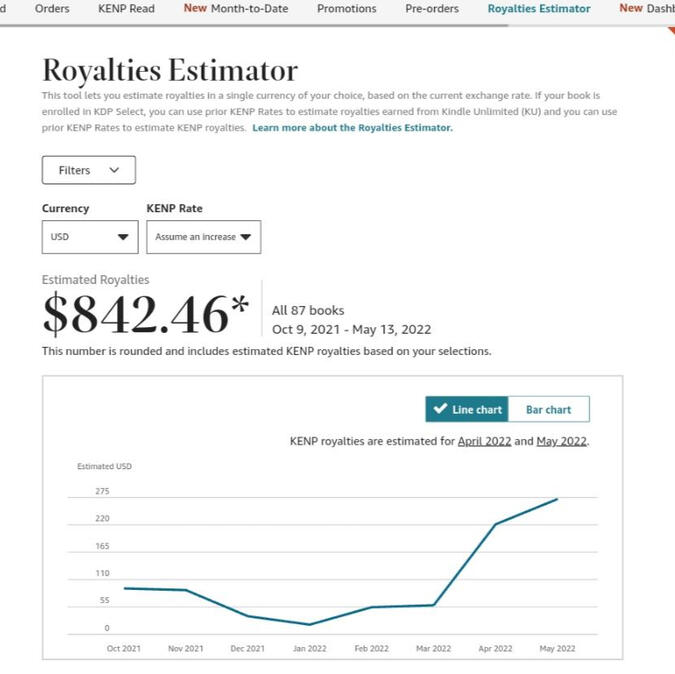 d Orders KENP Read New Month-to-Date Promotions Pre-orders Royalties Estimator New Dashb
Royalties Estimator
This tool lets you estimate royalties in a single currency of your choice, based on the current exchange rate. If your book is
enrolled in KDP Select, you can use prior KENP Rates to estimate royalties earned from Kindle Unlimited (KU) and you can use
prior KENP Rates to estimate KENP royalties. Learn more about the Royalties Estimator.
Filters
Currency KENP Rate
USD Assume an increase
Estimated Royalties
$842.46*
All 87 books
Oct 9, 2021 - May 13, 2022
This number is rounded and includes estimated KENP royalties based on your selections.
Line chart Bar chart
KENP royalties are estimated for April 2022 and May 2022.
Estimated USD
275
220
165
110
55
0
Oct 2021 Nov 2021 Dec 2021 Jan 2022 Feb 2022 Mar 2022 Apr 2022 May 2022